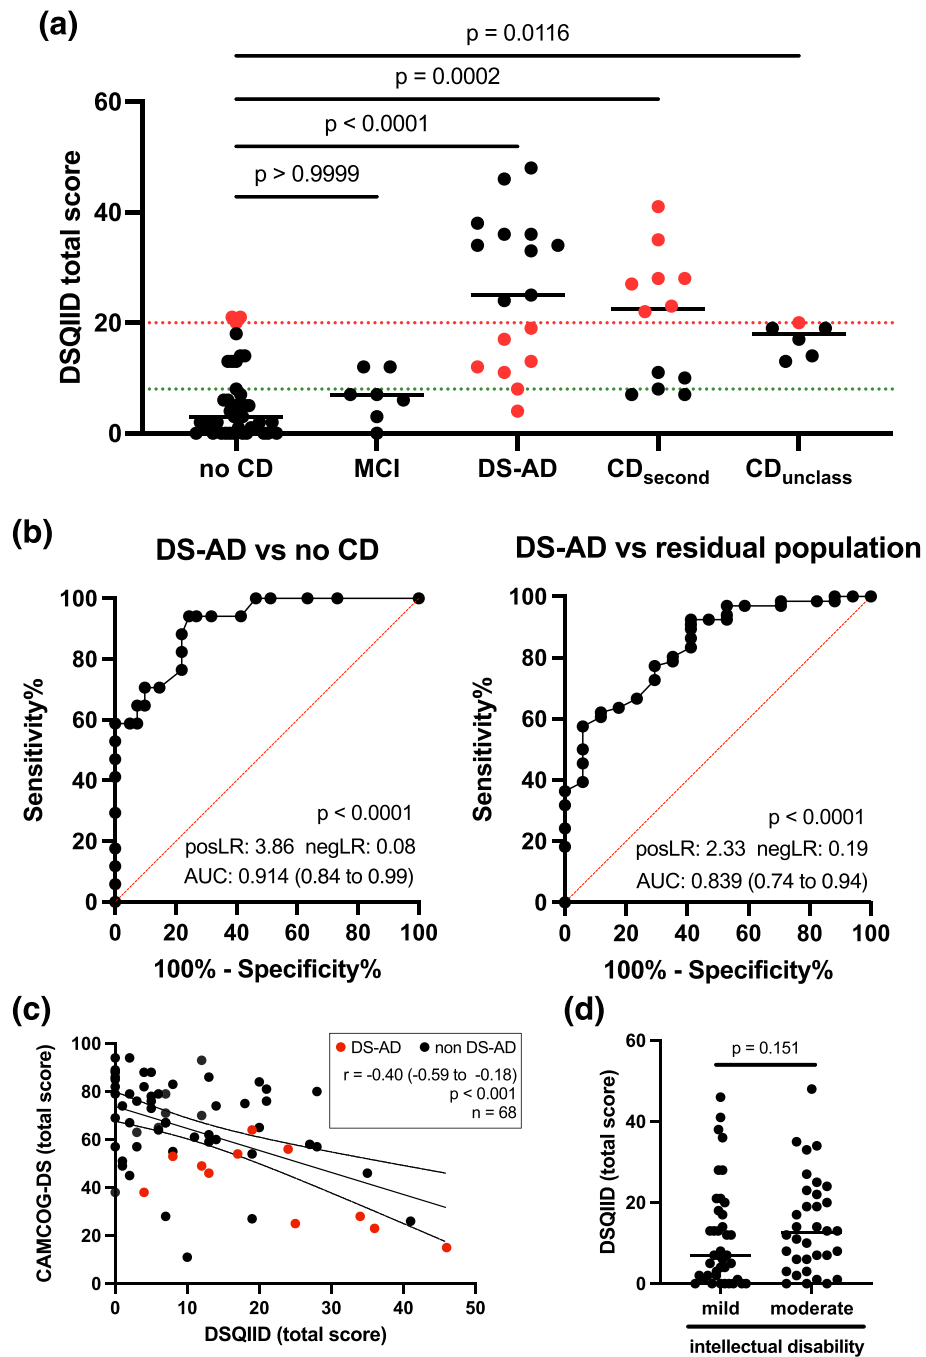 (a)
p = 0.0116
p = 0.0002
p < 0.0001
p > 0.9999
DSQIID total score
60
40
20
0
no CD MCI DS-AD CDsecond CDunclass
(b)
DS-AD vs no CD
Sensitivity%
100
80
60
40
20
0
p < 0.0001
posLR: 3.86 negLR: 0.08
AUC: 0.914 (0.84 to 0.99)
0 20 40 60 80 100
100% - Specificity%
DS-AD vs residual population
Sensitivity%
100
80
60
40
20
0
p < 0.0001
posLR: 2.33 negLR: 0.19
AUC: 0.839 (0.74 to 0.94)
0 20 40 60 80 100
100% - Specificity%
(c)
CAMCOG-DS (total score)
100
80
60
40
20
0
DS-AD non DS-AD
r = -0.40 (-0.59 to -0.18)
p < 0.001
n = 68
0 10 20 30 40 50
DSQIID (total score)
(d)
DSQIID (total score)
60
40
20
0
p = 0.151
mild moderate
intellectual disability